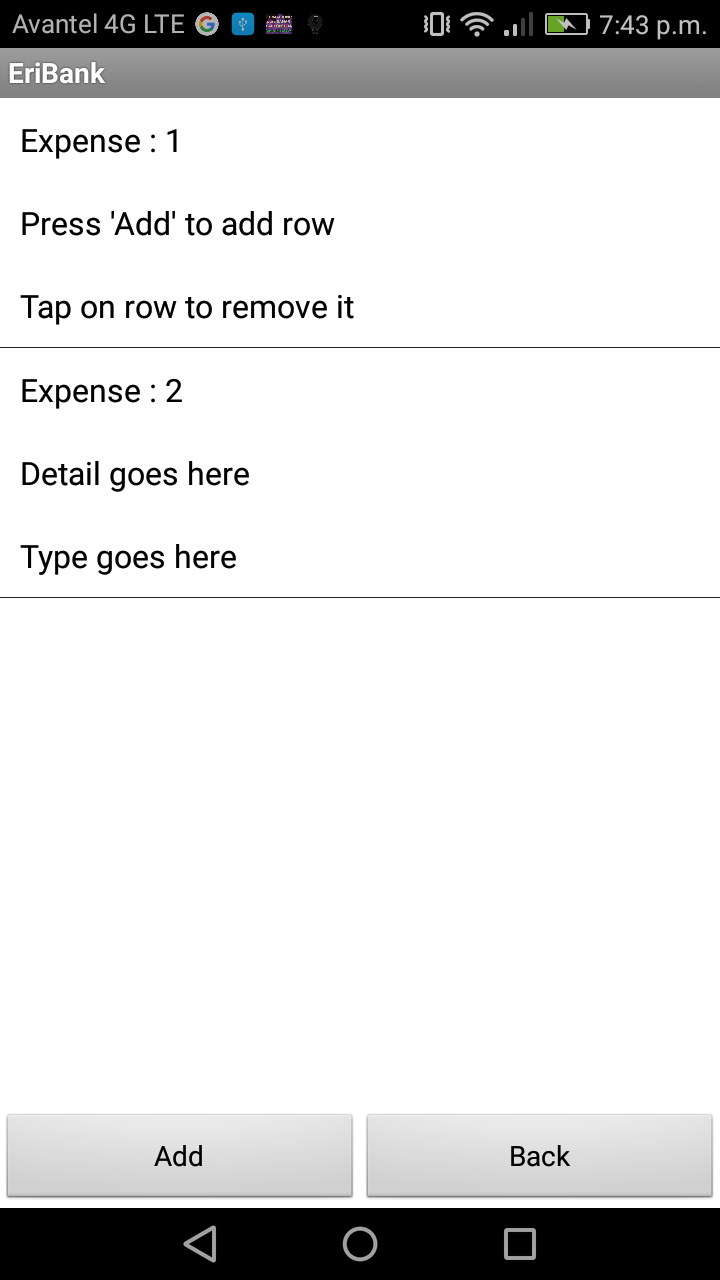 Avantel 4G LTE 7:43 p.m.
EriBank
Expense : 1
Press 'Add' to add row
Tap on row to remove it
Expense : 2
Detail goes here
Type goes here
Add Back